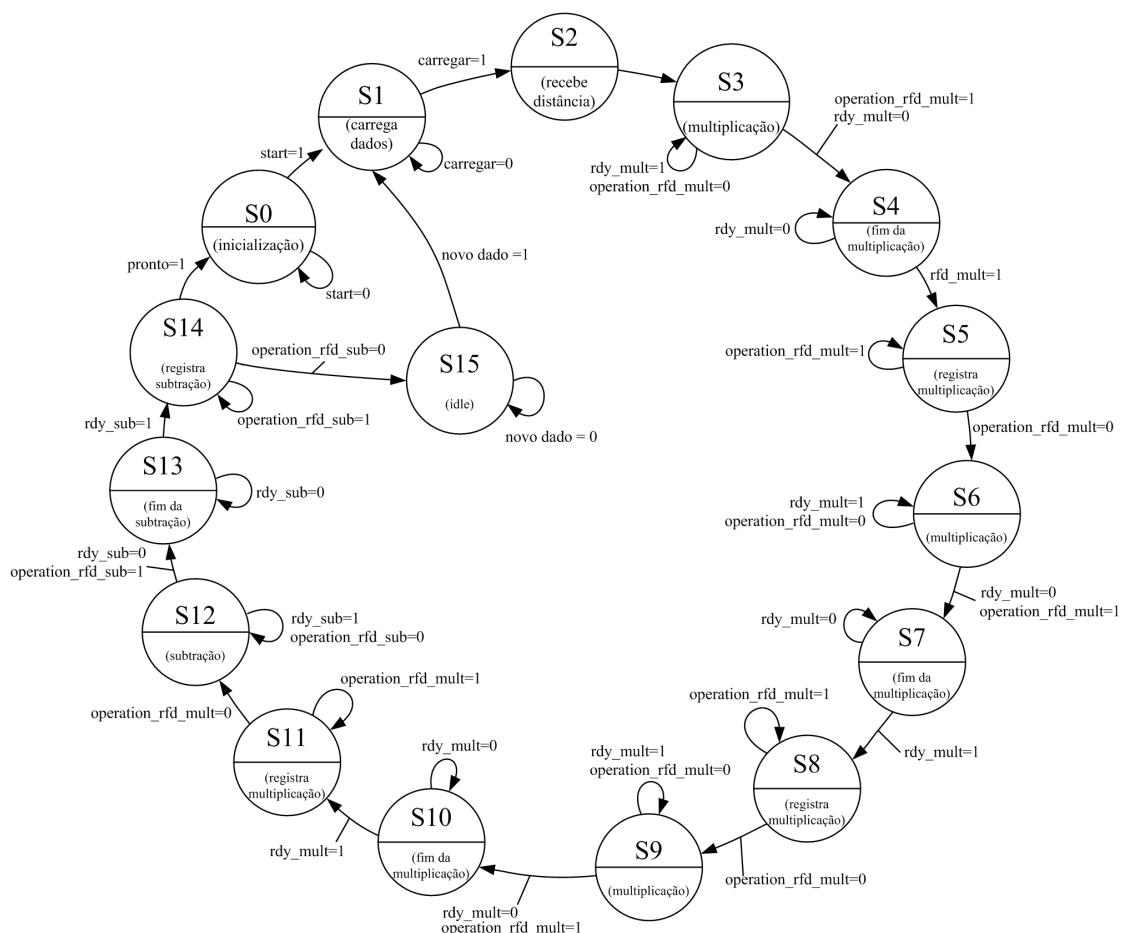 S2
(recebe
distância)
carregar=1
S1
(carrega
dados)
carregar=0
S3
(multiplicação)
rdy_mult=1
operation_rfd_mult=0
operation_rfd_mult=1
rdy_mult=0
start=1
S0
(inicialização)
start=0
S4
(fim da
multiplicação)
rdy_mult=0
rfd_mult=1
pronto=1
novo dado =1
S14
(registra
subtração)
operation_rfd_sub=0
operation_rfd_sub=1
S15
(idle)
novo dado = 0
S5
(registra
multiplicação)
operation_rfd_mult=1
operation_rfd_mult=0
rdy_sub=1
S13
(fim da
subtração)
rdy_sub=0
S6
(multiplicação)
rdy_mult=1
operation_rfd_mult=0
rdy_sub=0
operation_rfd_sub=1
rdy_mult=0
operation_rfd_mult=1
S12
(subtração)
rdy_sub=1
operation_rfd_sub=0
rdy_mult=0
S7
(fim da
multiplicação)
rdy_mult=1
operation_rfd_mult=0
operation_rfd_mult=1
S11
(registra
multiplicação)
operation_rfd_mult=1
S8
(registra
multiplicação)
operation_rfd_mult=0
rdy_mult=0
S10
(fim da
multiplicação)
rdy_mult=1
rdy_mult=1
operation_rfd_mult=0
S9
(multiplicação)
rdy_mult=0
operation_rfd_mult=1